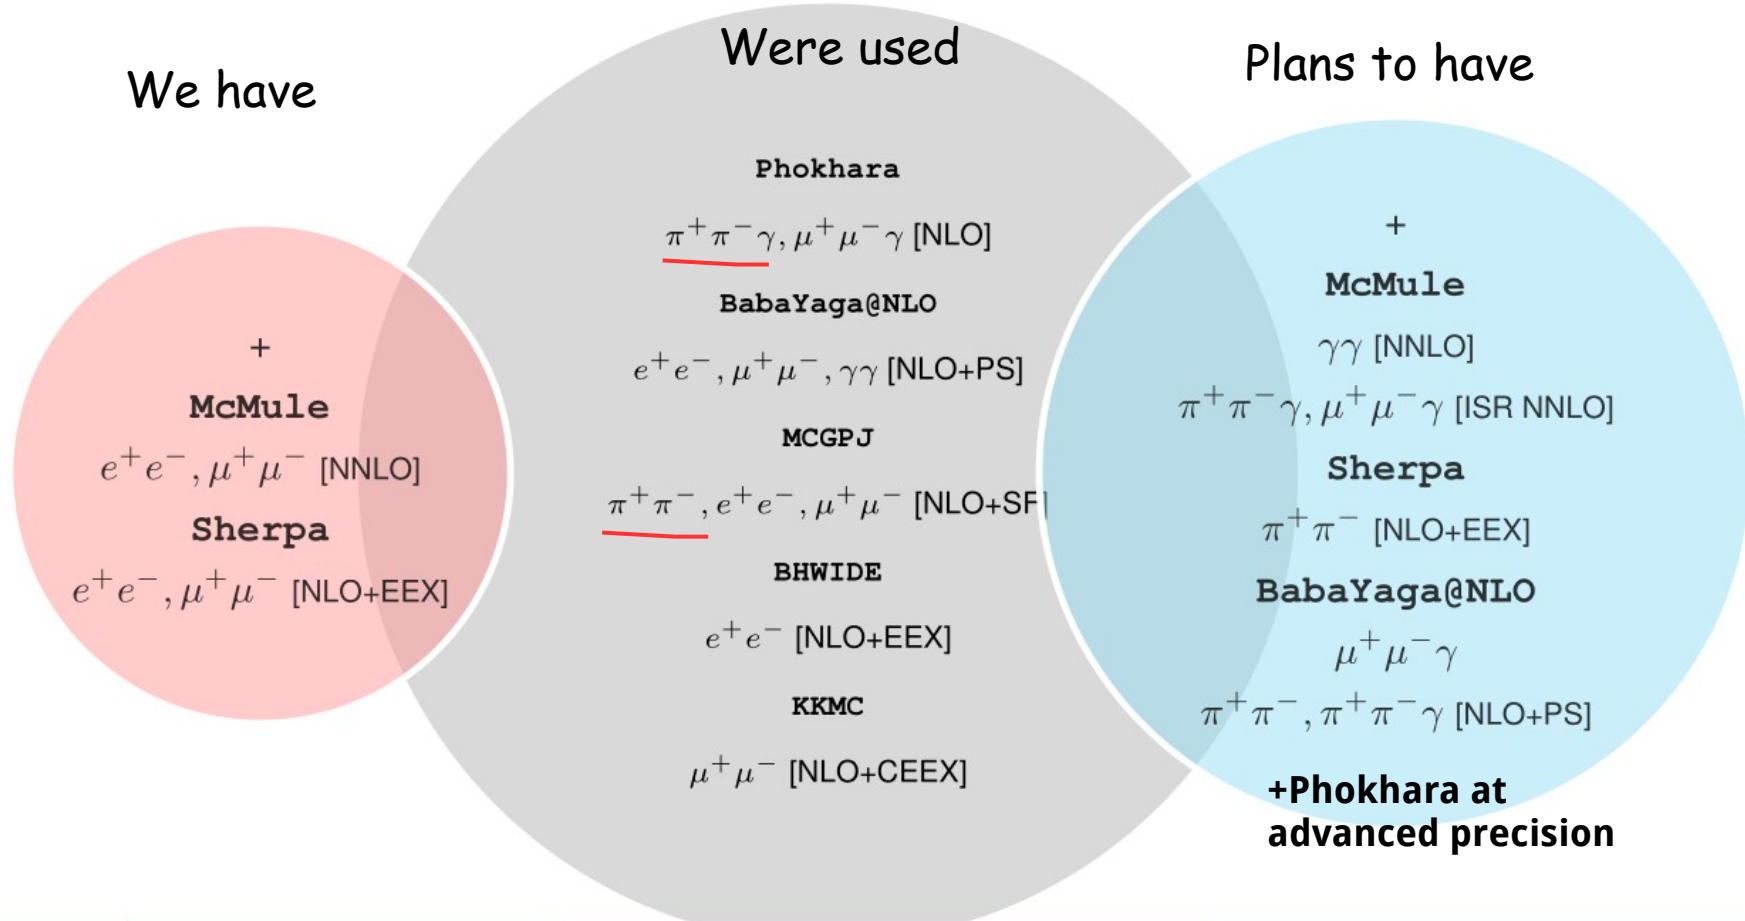 We have
+
McMule
e⁺e⁻, μ⁺μ⁻ [NNLO]
Sherpa
e⁺e⁻, μ⁺μ⁻ [NLO+EEX]
Were used
Phokhara
π⁺π⁻γ, μ⁺μ⁻γ [NLO]
BabaYaga@NLO
e⁺e⁻, μ⁺μ⁻, γγ [NLO+PS]
MCGPJ
π⁺π⁻, e⁺e⁻, μ⁺μ⁻ [NLO+SF]
BHWIDE
e⁺e⁻ [NLO+EEX]
KKMC
μ⁺μ⁻ [NLO+CEEX]
Plans to have
+
McMule
γγ [NNLO]
π⁺π⁻γ, μ⁺μ⁻γ [ISR NNLO]
Sherpa
π⁺π⁻ [NLO+EEX]
BabaYaga@NLO
μ⁺μ⁻γ
π⁺π⁻, π⁺π⁻γ [NLO+PS]
+Phokhara at
advanced precision